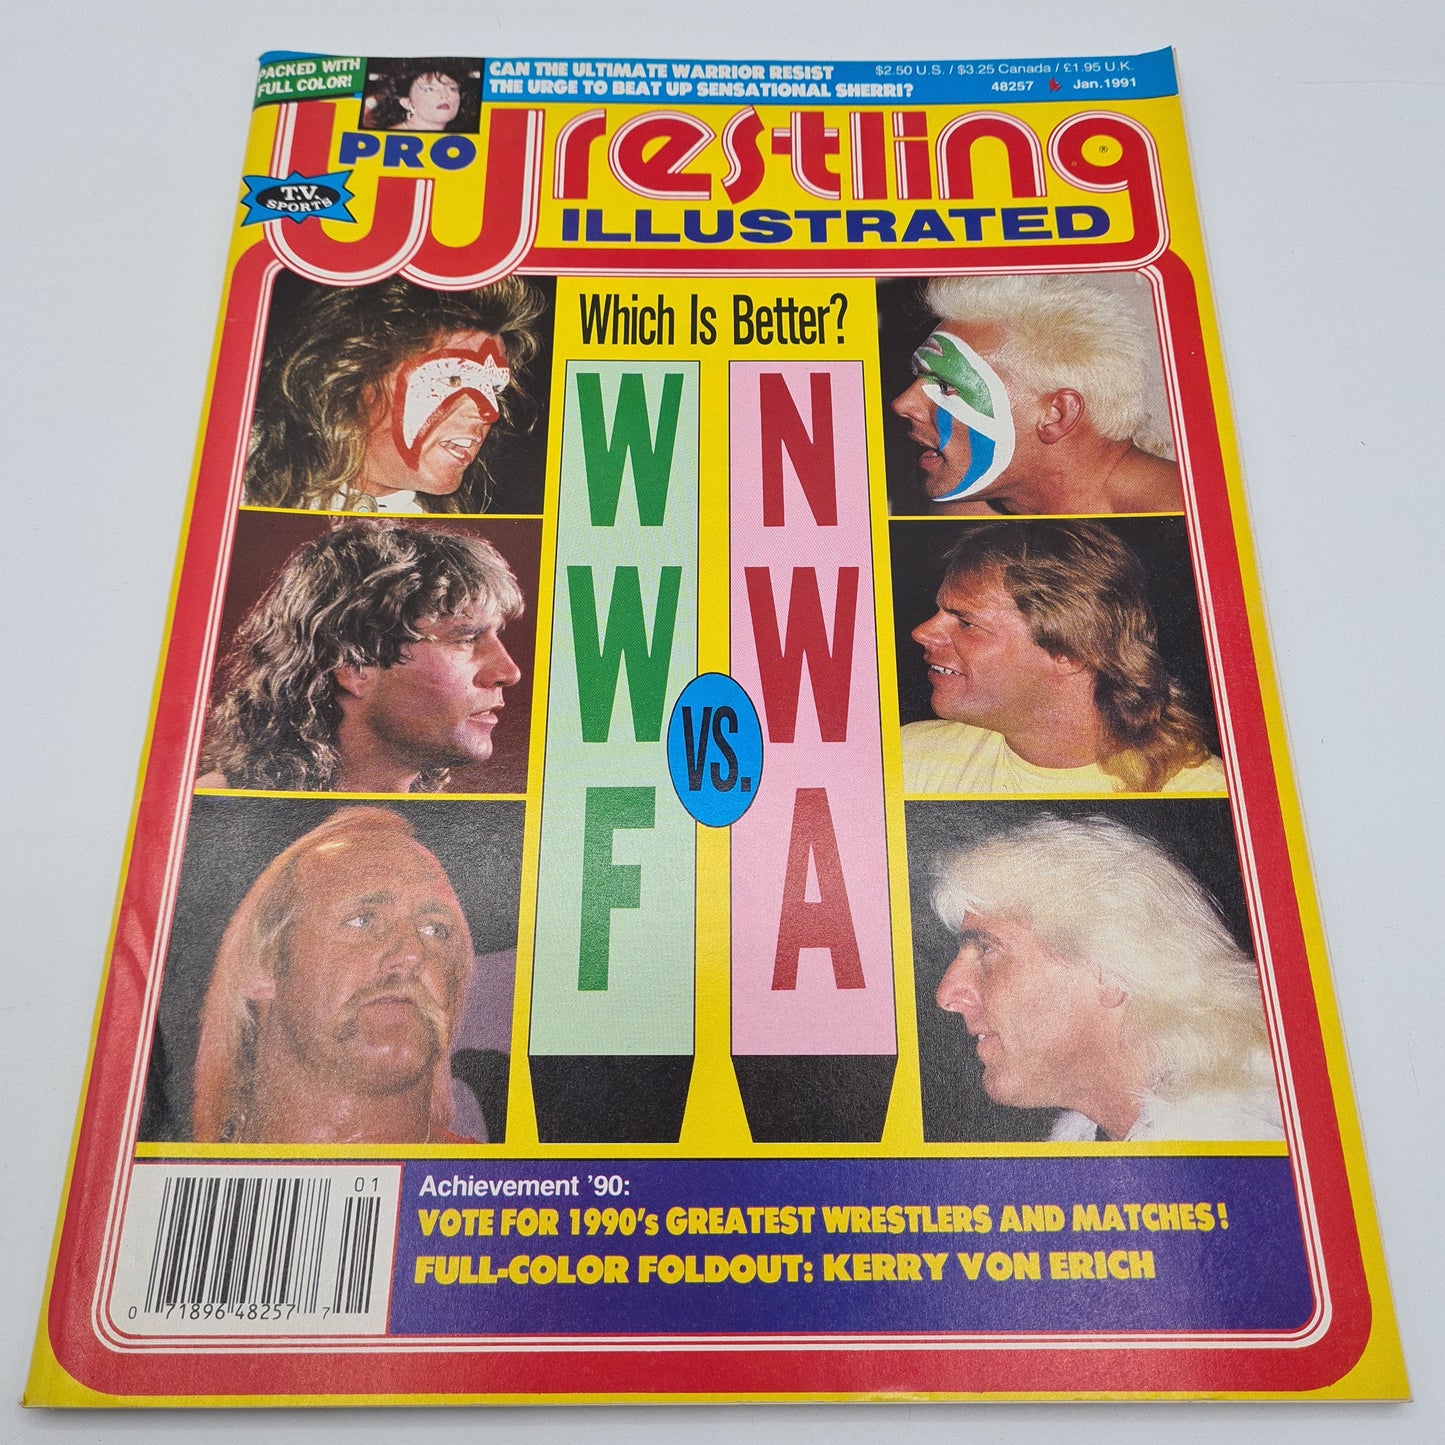 PACKED WITH
FULL COLOR!
CAN THE ULTIMATE WARRIOR RESIST
THE URGE TO BEAT UP SENSATIONAL SHERRI?
$2.50 U.S. / $3.25 Canada / £1.95 U.K.
48257 Jan. 1991
PRO
Wrestling
®
ILLUSTRATED
T.V.
SPORTS
Which Is Better?
WWF
VS.
NWA
01
0 71896 48257 7
Achievement '90:
VOTE FOR 1990's GREATEST WRESTLERS AND MATCHES!
FULL-COLOR FOLDOUT: KERRY VON ERICH